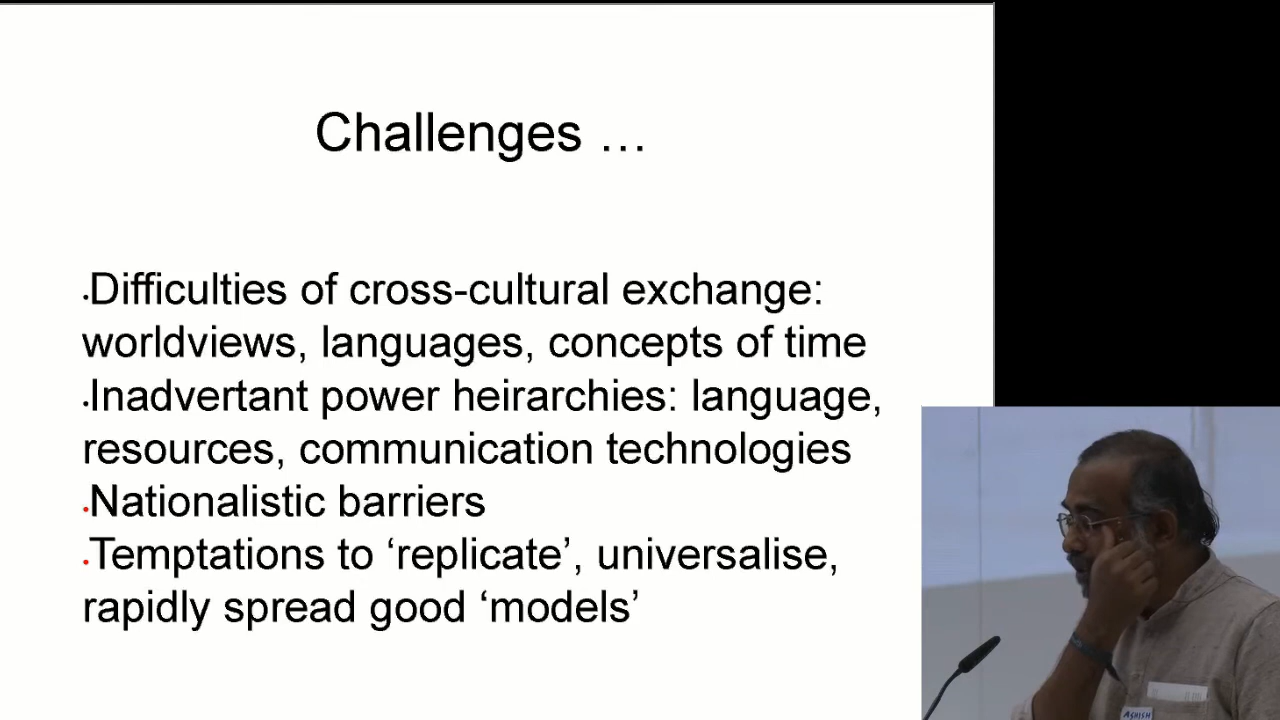 Challenges …
·Difficulties of cross-cultural exchange:
worldviews, languages, concepts of time
·Inadvertant power heirarchies: language,
resources, communication technologies
·Nationalistic barriers
·Temptations to ‘replicate’, universalise,
rapidly spread good ‘models’
ASHISH